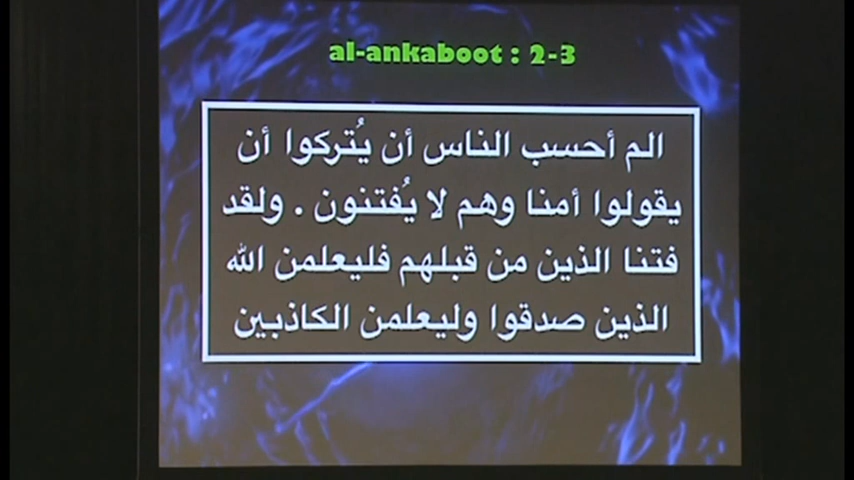 al-ankaboot : 2-3
الم أحسب الناس أن يُتركوا أن
يقولوا أمنا وهم لا يُفتنون . ولقد
فتنا الذين من قبلهم فليعلمن الله
الذين صدقوا وليعلمن الكاذبين